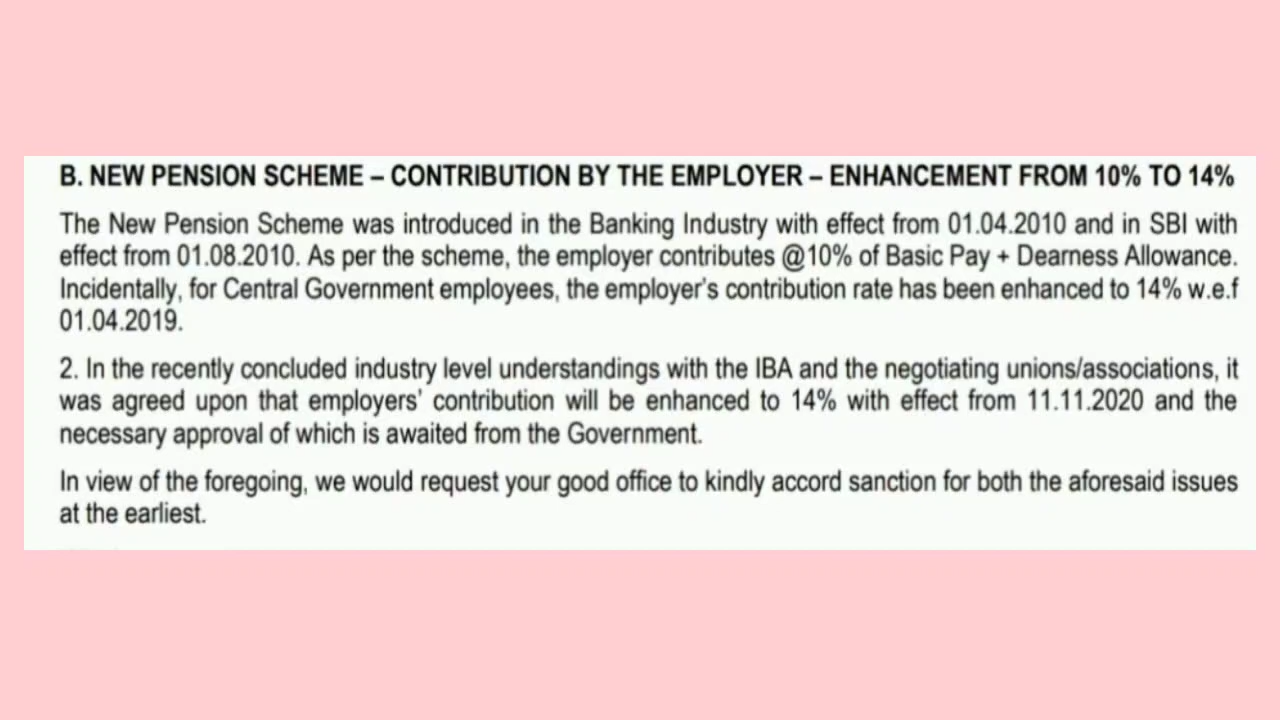 B. NEW PENSION SCHEME – CONTRIBUTION BY THE EMPLOYER – ENHANCEMENT FROM 10% TO 14%
The New Pension Scheme was introduced in the Banking Industry with effect from 01.04.2010 and in SBI with
effect from 01.08.2010. As per the scheme, the employer contributes @10% of Basic Pay + Dearness Allowance.
Incidentally, for Central Government employees, the employer's contribution rate has been enhanced to 14% w.e.f
01.04.2019.
2. In the recently concluded industry level understandings with the IBA and the negotiating unions/associations, it
was agreed upon that employers' contribution will be enhanced to 14% with effect from 11.11.2020 and the
necessary approval of which is awaited from the Government.
In view of the foregoing, we would request your good office to kindly accord sanction for both the aforesaid issues
at the earliest.